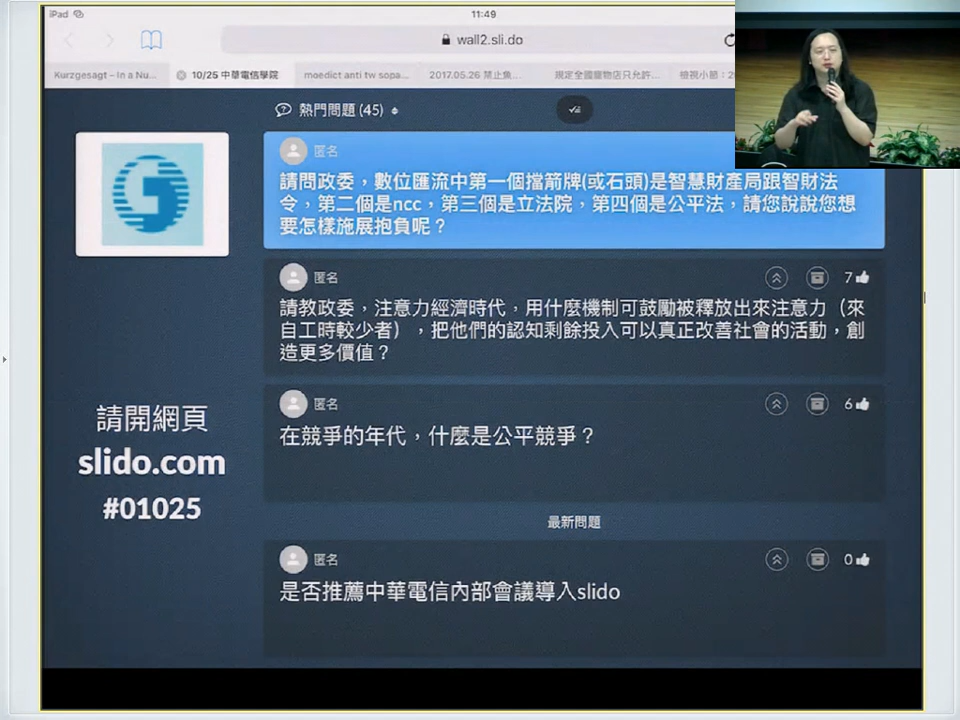 iPad
11:49
wall2.sli.do
Kurzgesagt – In a Nu...
10/25 中華電信學院
moedict anti tw sopa...
2017.05.26 禁止魚...
規定全國寵物店只允許...
檢視小節：2
熱門問題 (45)
匿名
請問政委，數位匯流中第一個擋箭牌(或石頭)是智慧財產局跟智財法
令，第二個是ncc，第三個是立法院，第四個是公平法，請您說說您想
要怎樣施展抱負呢？
匿名
7
請教政委，注意力經濟時代，用什麼機制可鼓勵被釋放出來注意力（來
自工時較少者），把他們的認知剩餘投入可以真正改善社會的活動，創
造更多價值？
匿名
6
在競爭的年代，什麼是公平競爭？
請開網頁
slido.com
#01025
最新問題
匿名
0
是否推薦中華電信內部會議導入slido